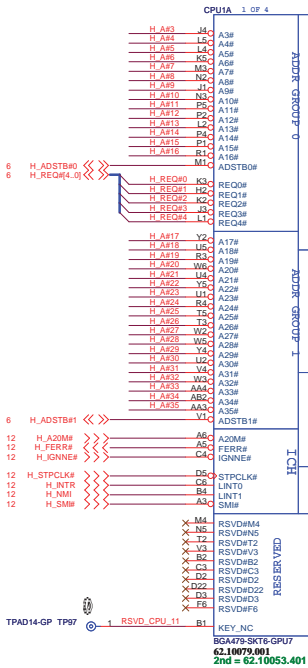 CPU1A 1 OF 4
H_A#3 J4 A3#
H_A#4 L5 A4#
H_A#5 L4 A5#
H_A#6 K5 A6#
H_A#7 M3 A7#
H_A#8 N2 A8#
H_A#9 J1 A9#
H_A#10 N3 A10#
H_A#11 P5 A11#
H_A#12 P2 A12#
H_A#13 L2 A13#
H_A#14 P4 A14#
H_A#15 P1 A15#
H_A#16 R1 A16#
6 H_ADSTB#0 M1 ADSTB0#
6 H_REQ#[4..0]
H_REQ#0 K3 REQ0#
H_REQ#1 H2 REQ1#
H_REQ#2 K2 REQ2#
H_REQ#3 J3 REQ3#
H_REQ#4 L1 REQ4#
ADDR GROUP 0
H_A#17 Y2 A17#
H_A#18 U5 A18#
H_A#19 R3 A19#
H_A#20 W6 A20#
H_A#21 U4 A21#
H_A#22 Y5 A22#
H_A#23 U1 A23#
H_A#24 R4 A24#
H_A#25 T5 A25#
H_A#26 T3 A26#
H_A#27 W2 A27#
H_A#28 W5 A28#
H_A#29 Y4 A29#
H_A#30 U2 A30#
H_A#31 V4 A31#
H_A#32 W3 A32#
H_A#33 AA4 A33#
H_A#34 AB2 A34#
H_A#35 AA3 A35#
6 H_ADSTB#1 V1 ADSTB1#
ADDR GROUP 1
12 H_A20M# A6 A20M#
12 H_FERR# A5 FERR#
12 H_IGNNE# C4 IGNNE#
12 H_STPCLK# D5 STPCLK#
12 H_INTR C6 LINT0
12 H_NMI B4 LINT1
12 H_SMI# A3 SMI#
ICH
M4 RSVD#M4
N5 RSVD#N5
T2 RSVD#T2
V3 RSVD#V3
B2 RSVD#B2
C3 RSVD#C3
D2 RSVD#D2
D22 RSVD#D22
D3 RSVD#D3
F6 RSVD#F6
RESERVED
TPAD14-GP TP97 1 RSVD_CPU_11 B1 KEY_NC
BGA479-SKT6-GPU7
62.10079.001
2nd = 62.10053.401